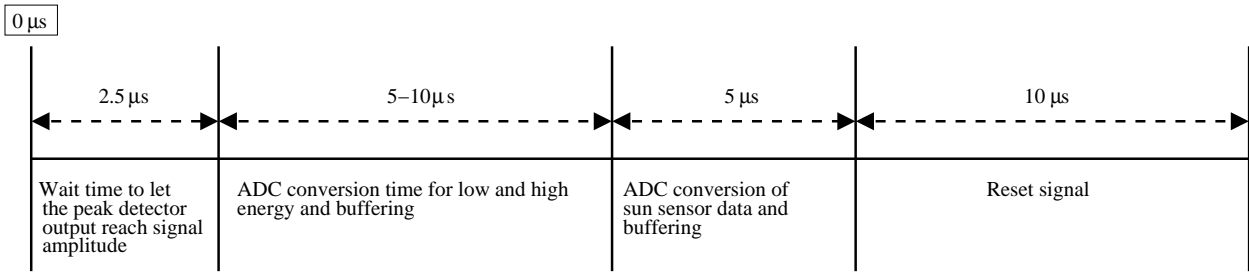 0 µs
2.5 µs
5–10µs
5 µs
10 µs
Wait time to let
the peak detector
output reach signal
amplitude
ADC conversion time for low and high
energy and buffering
ADC conversion of
sun sensor data and
buffering
Reset signal